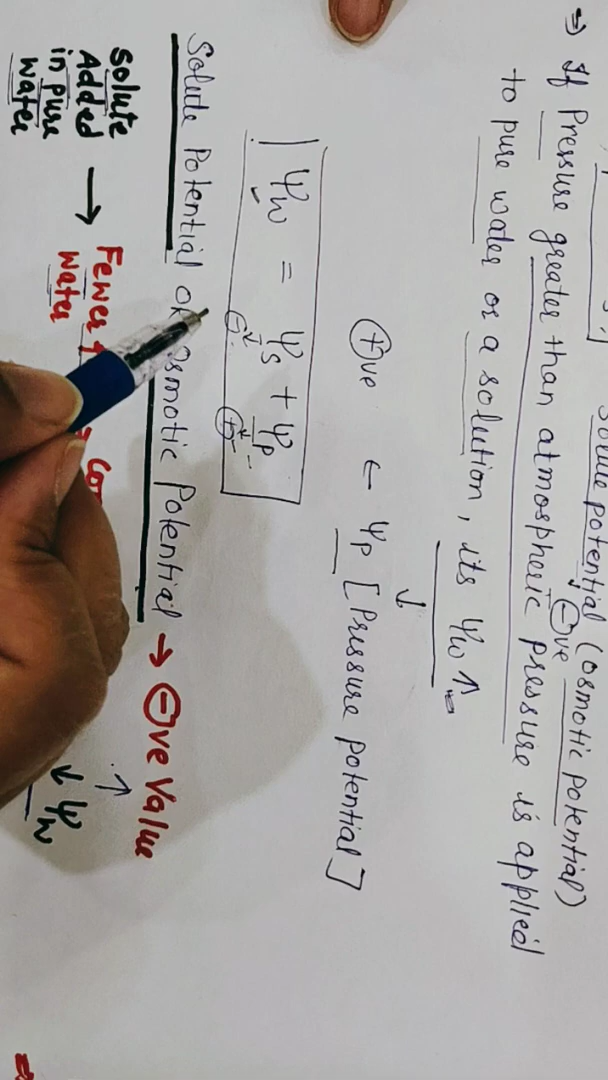 Solute potential (osmotic potential)
⊖ve
⇒ If Pressure greater than atmospheric pressure is applied
to pure water or a solution, its Ψw ↑
⊕ve ← Ψp [Pressure potential]
Ψw = Ψs + Ψp
⊖ ⊕
Solute Potential or Osmotic Potential → ⊖ve Value
Solute Added in pure water → Fewer water
↓ Ψw